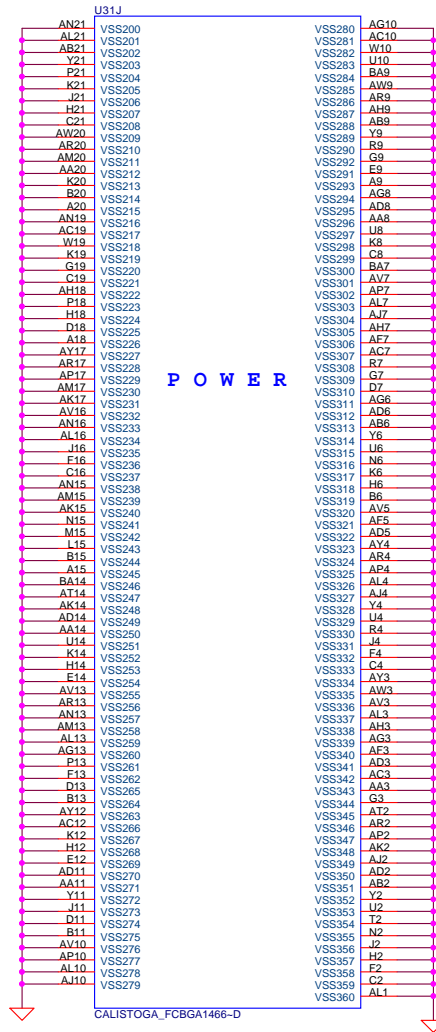 U31J
AN21 VSS200 VSS280 AG10
AL21 VSS201 VSS281 AC10
AB21 VSS202 VSS282 W10
Y21 VSS203 VSS283 U10
P21 VSS204 VSS284 BA9
K21 VSS205 VSS285 AW9
J21 VSS206 VSS286 AR9
H21 VSS207 VSS287 AH9
C21 VSS208 VSS288 AB9
AW20 VSS209 VSS289 Y9
AR20 VSS210 VSS290 R9
AM20 VSS211 VSS291 G9
AA20 VSS212 VSS292 E9
K20 VSS213 VSS293 A9
B20 VSS214 VSS294 AG8
A20 VSS215 VSS295 AD8
AN19 VSS216 VSS296 AA8
AC19 VSS217 VSS297 U8
W19 VSS218 VSS298 K8
K19 VSS219 VSS299 C8
G19 VSS220 VSS300 BA7
C19 VSS221 VSS301 AV7
AH18 VSS222 VSS302 AP7
P18 VSS223 VSS303 AL7
H18 VSS224 VSS304 AJ7
D18 VSS225 VSS305 AH7
A18 VSS226 VSS306 AF7
AY17 VSS227 VSS307 AC7
AR17 VSS228 VSS308 R7
AP17 VSS229 P O W E R VSS309 G7
AM17 VSS230 VSS310 D7
AK17 VSS231 VSS311 AG6
AV16 VSS232 VSS312 AD6
AN16 VSS233 VSS313 AB6
AL16 VSS234 VSS314 Y6
J16 VSS235 VSS315 U6
F16 VSS236 VSS316 N6
C16 VSS237 VSS317 K6
AN15 VSS238 VSS318 H6
AM15 VSS239 VSS319 B6
AK15 VSS240 VSS320 AV5
N15 VSS241 VSS321 AF5
M15 VSS242 VSS322 AD5
L15 VSS243 VSS323 AY4
B15 VSS244 VSS324 AR4
A15 VSS245 VSS325 AP4
BA14 VSS246 VSS326 AL4
AT14 VSS247 VSS327 AJ4
AK14 VSS248 VSS328 Y4
AD14 VSS249 VSS329 U4
AA14 VSS250 VSS330 R4
U14 VSS251 VSS331 J4
K14 VSS252 VSS332 F4
H14 VSS253 VSS333 C4
E14 VSS254 VSS334 AY3
AV13 VSS255 VSS335 AW3
AR13 VSS256 VSS336 AV3
AN13 VSS257 VSS337 AL3
AM13 VSS258 VSS338 AH3
AL13 VSS259 VSS339 AG3
AG13 VSS260 VSS340 AF3
P13 VSS261 VSS341 AD3
F13 VSS262 VSS342 AC3
D13 VSS265 VSS343 AA3
B13 VSS264 VSS344 G3
AY12 VSS263 VSS345 AT2
AC12 VSS266 VSS346 AR2
K12 VSS267 VSS347 AP2
H12 VSS268 VSS348 AK2
E12 VSS269 VSS349 AJ2
AD11 VSS270 VSS350 AD2
AA11 VSS271 VSS351 AB2
Y11 VSS272 VSS352 Y2
J11 VSS273 VSS353 U2
D11 VSS274 VSS354 T2
B11 VSS275 VSS355 N2
AV10 VSS276 VSS356 J2
AP10 VSS277 VSS357 H2
AL10 VSS278 VSS358 F2
AJ10 VSS279 VSS359 C2
VSS360 AL1
CALISTOGA_FCBGA1466~D